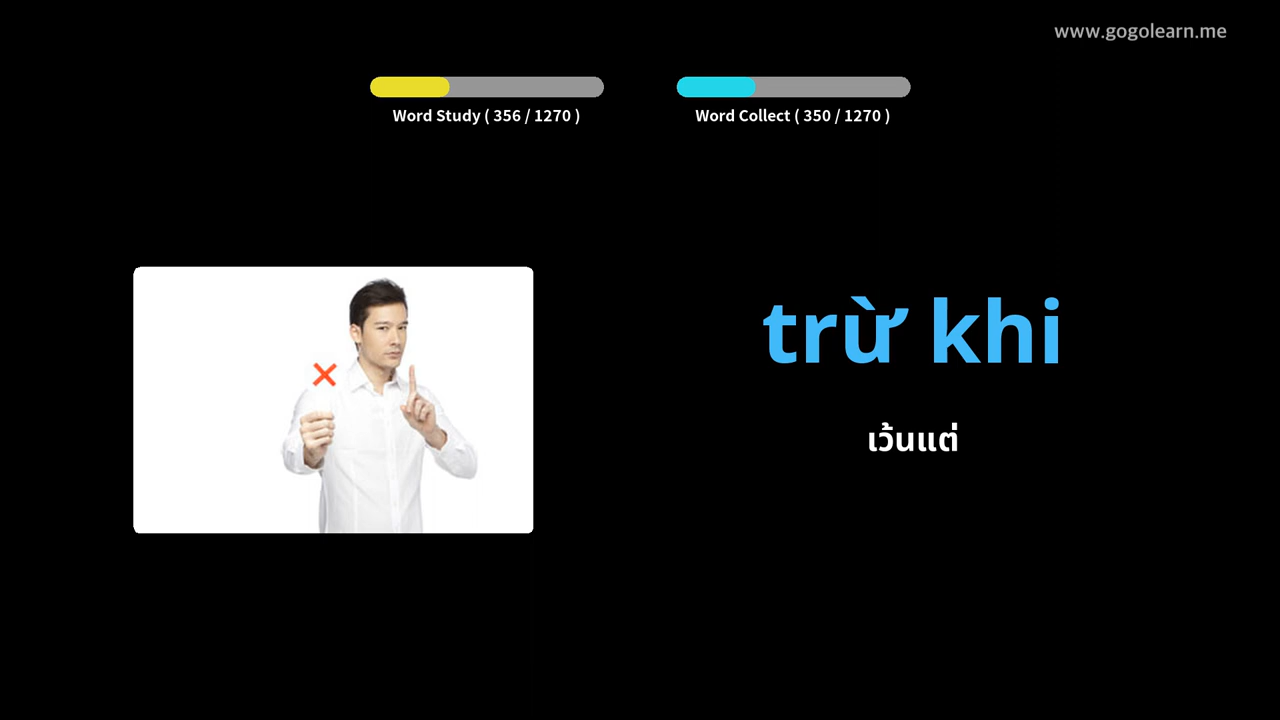 www.gogolearn.me
Word Study ( 356 / 1270 )
Word Collect ( 350 / 1270 )
trừ khi
เว้นแต่